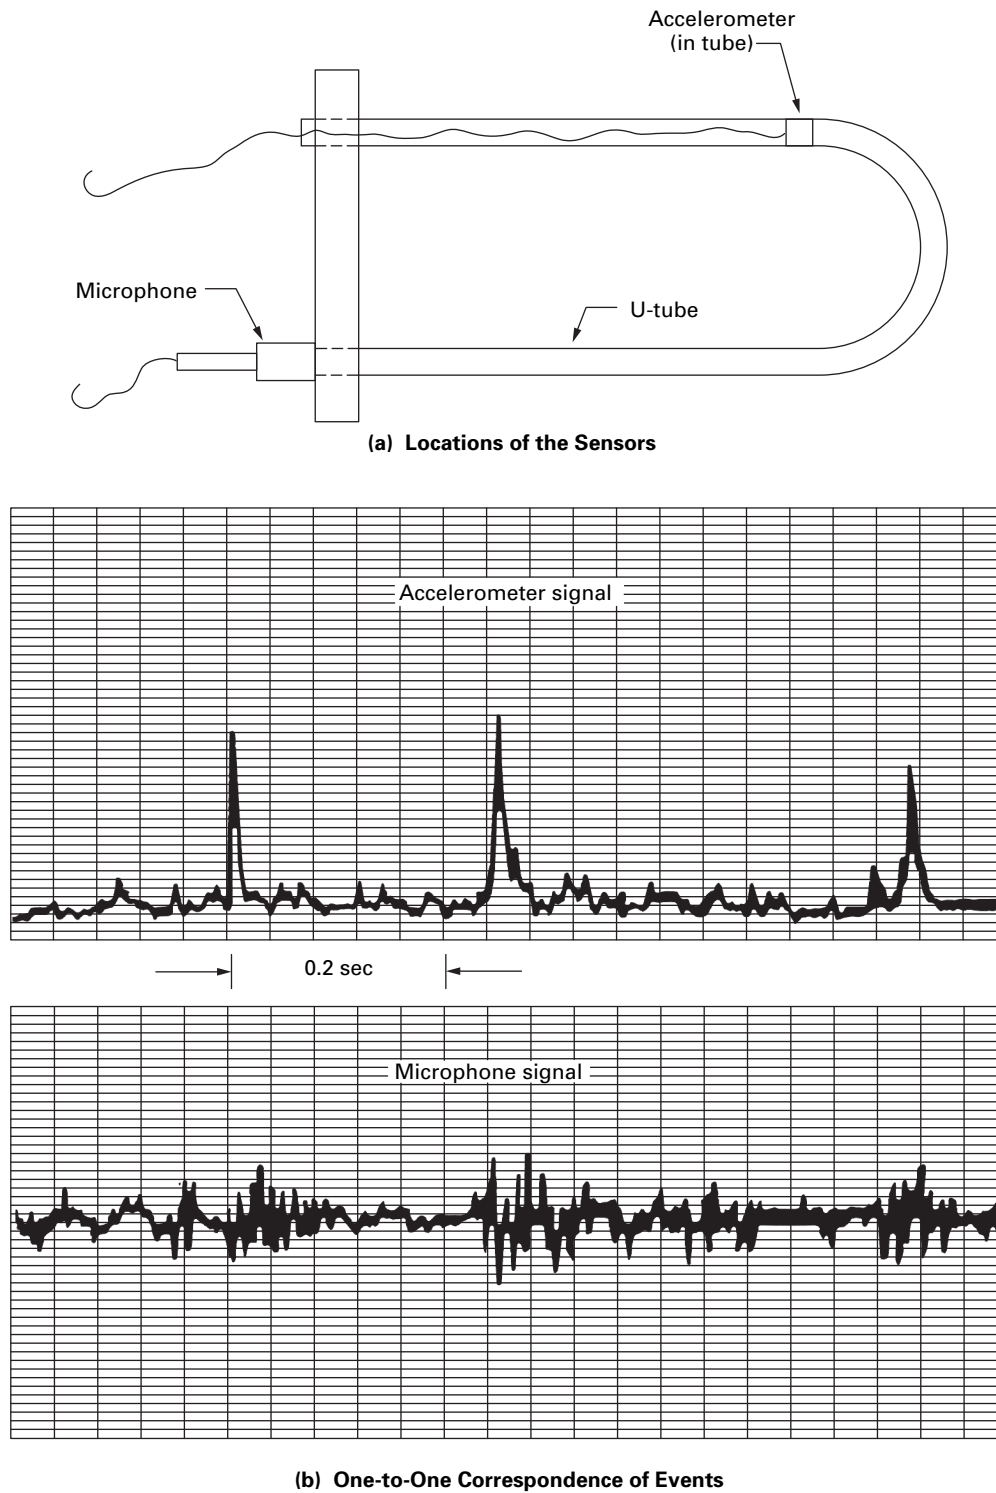 Accelerometer
(in tube)
Microphone
U-tube
(a) Locations of the Sensors
Accelerometer signal
0.2 sec
Microphone signal
(b) One-to-One Correspondence of Events